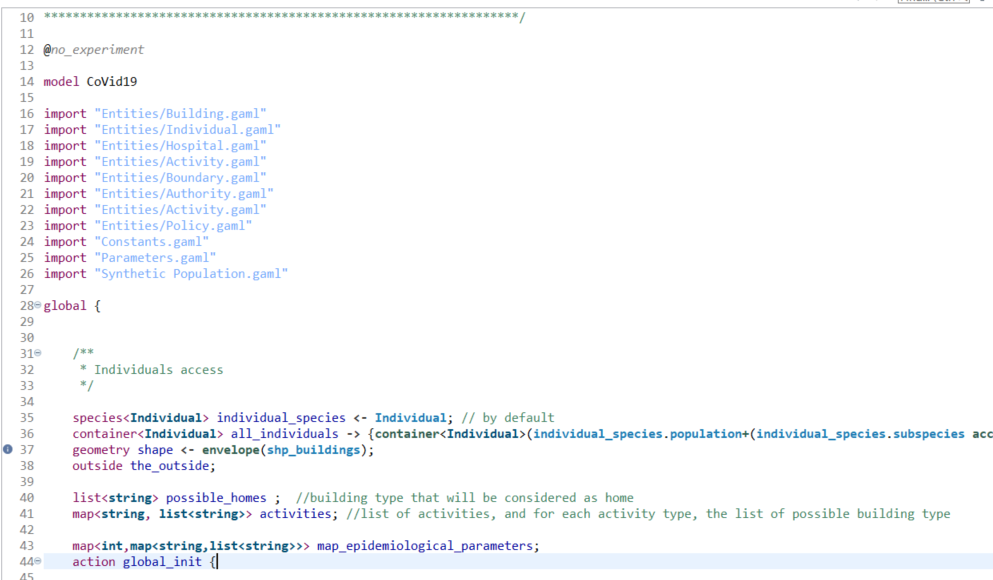 10 ******************************************************************/
11
12 @no_experiment
13
14 model CoVid19
15
16 import "Entities/Building.gaml"
17 import "Entities/Individual.gaml"
18 import "Entities/Hospital.gaml"
19 import "Entities/Activity.gaml"
20 import "Entities/Boundary.gaml"
21 import "Entities/Authority.gaml"
22 import "Entities/Activity.gaml"
23 import "Entities/Policy.gaml"
24 import "Constants.gaml"
25 import "Parameters.gaml"
26 import "Synthetic Population.gaml"
27
28 global {
29
30
31 /**
32 * Individuals access
33 */
34
35 species<Individual> individual_species <- Individual; // by default
36 container<Individual> all_individuals -> {container<Individual>(individual_species.population+(individual_species.subspecies acc
37 geometry shape <- envelope(shp_buildings);
38 outside the_outside;
39
40 list<string> possible_homes ; //building type that will be considered as home
41 map<string, list<string>> activities; //list of activities, and for each activity type, the list of possible building type
42
43 map<int,map<string,list<string>>> map_epidemiological_parameters;
44 action global_init {
45